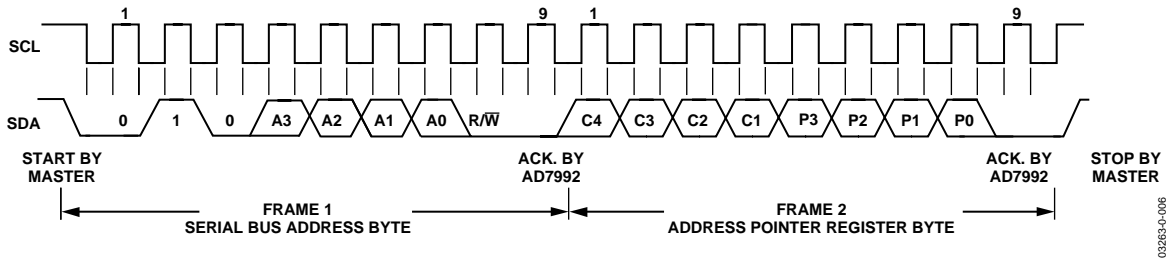 1 9 1 9
SCL
SDA 0 1 0 A3 A2 A1 A0 R/W̅ C4 C3 C2 C1 P3 P2 P1 P0
START BY
MASTER
ACK. BY
AD7992
ACK. BY
AD7992
STOP BY
MASTER
FRAME 1
SERIAL BUS ADDRESS BYTE
FRAME 2
ADDRESS POINTER REGISTER BYTE
03263-0-006